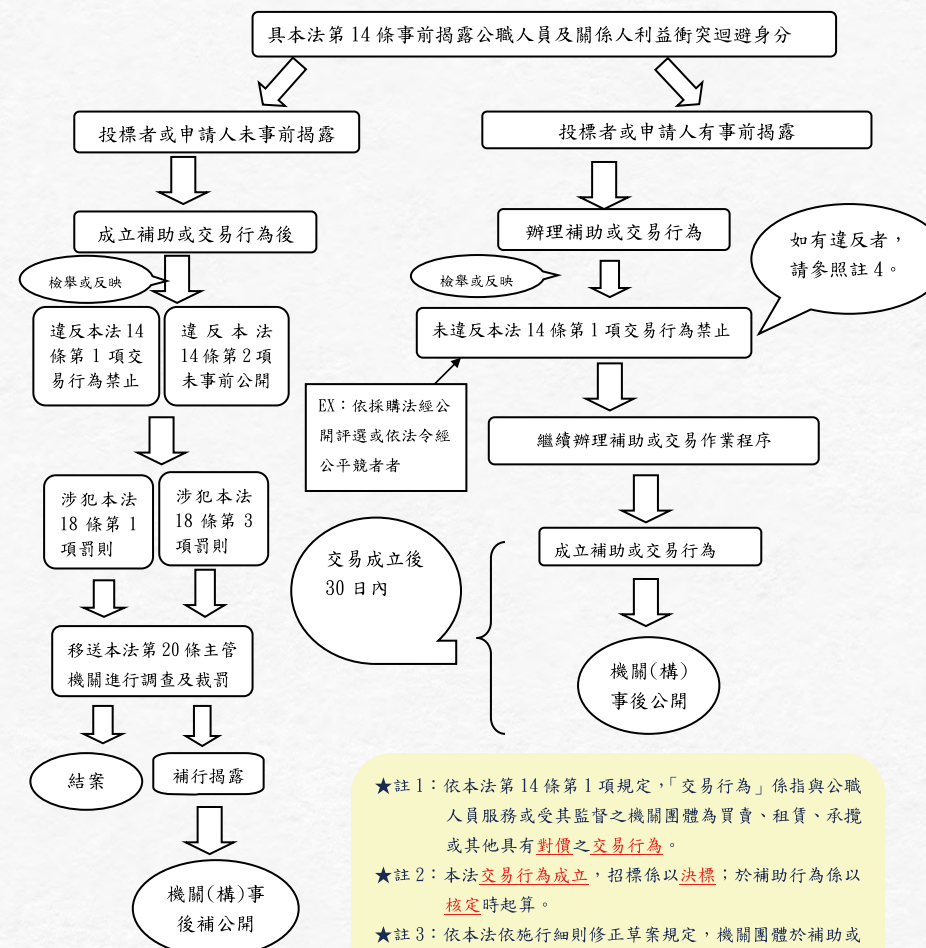 具本法第14條事前揭露公職人員及關係人利益衝突迴避身分
投標者或申請人未事前揭露
成立補助或交易行為後
檢舉或反映
違反本法14
條第1項交
易行為禁止
違反本法
14條第2項
未事前公開
涉犯本法
18條第1
項罰則
涉犯本法
18條第3
項罰則
移送本法第20條主管
機關進行調查及裁罰
結案
補行揭露
機關(構)事
後補公開
投標者或申請人有事前揭露
辦理補助或交易行為
檢舉或反映
如有違反者，
請參照註4。
未違反本法14條第1項交易行為禁止
EX：依採購法經公
開評選或依法令經
公平競者者
繼續辦理補助或交易作業程序
交易成立後
30日內
成立補助或交易行為
機關(構)
事後公開
★註1：依本法第14條第1項規定，「交易行為」係指與公職
人員服務或受其監督之機關團體為買賣、租賃、承攬
或其他具有對價之交易行為。
★註2：本法交易行為成立，招標係以決標；於補助行為係以
核定時起算。
★註3：依本法依施行細則修正草案規定，機關團體於補助或